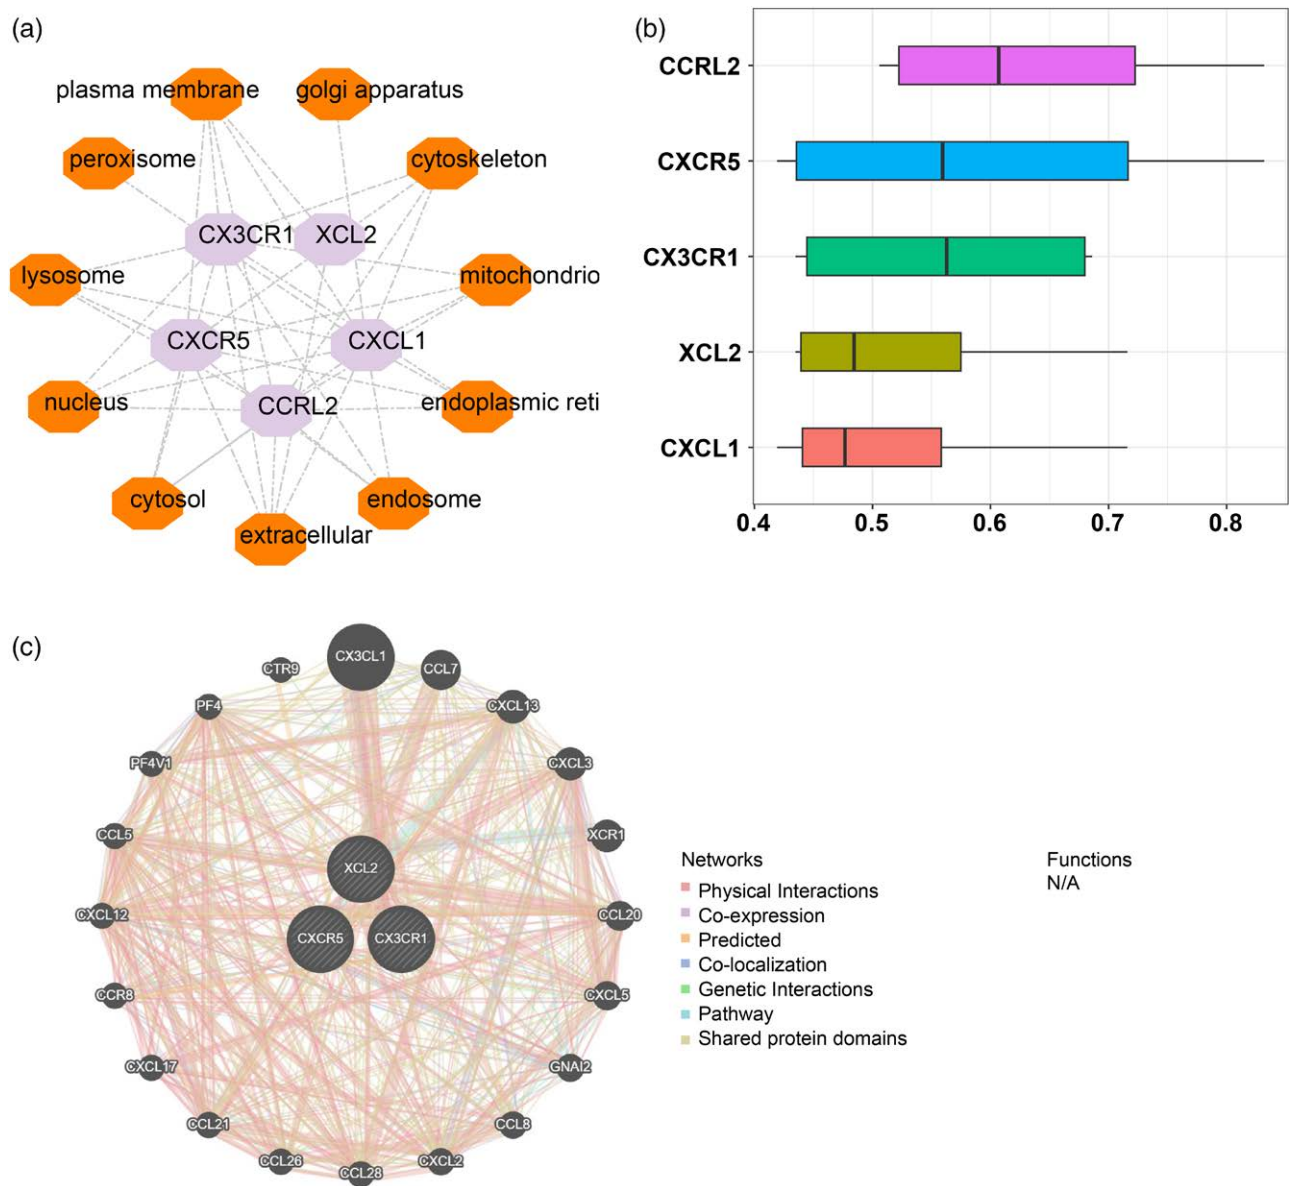 (a)
plasma membrane
golgi apparatus
peroxisome
cytoskeleton
CX3CR1
XCL2
lysosome
mitochondrio
CXCR5
CXCL1
nucleus
CCRL2
endoplasmic reti
cytosol
endosome
extracellular
(b)
CCRL2
CXCR5
CX3CR1
XCL2
CXCL1
0.4 0.5 0.6 0.7 0.8
(c)
CX3CL1
CTR9
CCL7
PF4
CXCL13
PF4V1
CXCL3
CCL5
XCR1
XCL2
CXCL12
CCL20
CXCR5
CX3CR1
CCR8
CXCL5
CXCL17
GNAI2
CCL21
CCL8
CCL26
CCL28
CXCL2
Networks
Physical Interactions
Co-expression
Predicted
Co-localization
Genetic Interactions
Pathway
Shared protein domains
Functions
N/A